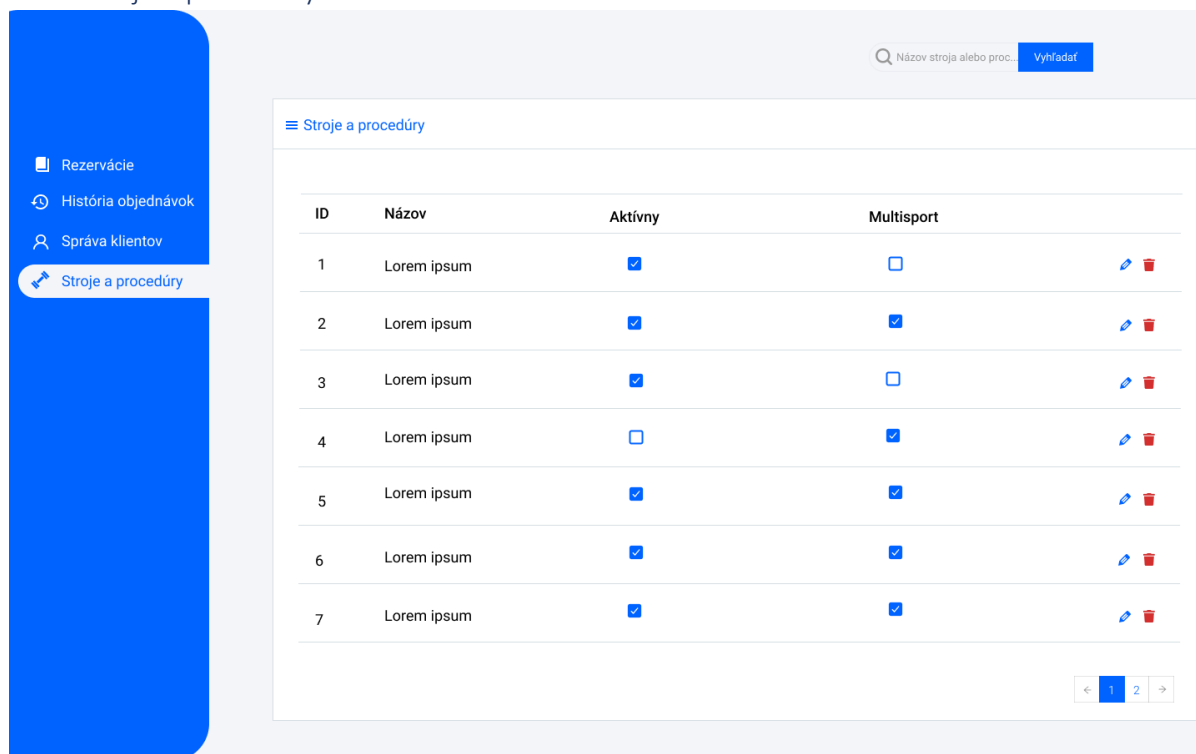 Názov stroja alebo proc...
Vyhľadať
Stroje a procedúry
Rezervácie
História objednávok
Správa klientov
Stroje a procedúry
ID Názov Aktívny Multisport
1 Lorem ipsum
2 Lorem ipsum
3 Lorem ipsum
4 Lorem ipsum
5 Lorem ipsum
6 Lorem ipsum
7 Lorem ipsum
← 1 2 →